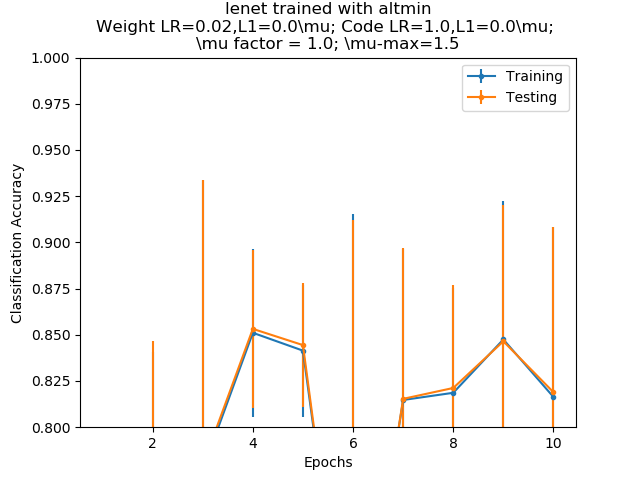 lenet trained with altmin
Weight LR=0.02,L1=0.0\mu; Code LR=1.0,L1=0.0\mu;
\mu factor = 1.0; \mu-max=1.5
Training
Testing
Classification Accuracy
1.000
0.975
0.950
0.925
0.900
0.875
0.850
0.825
0.800
2 4 6 8 10
Epochs